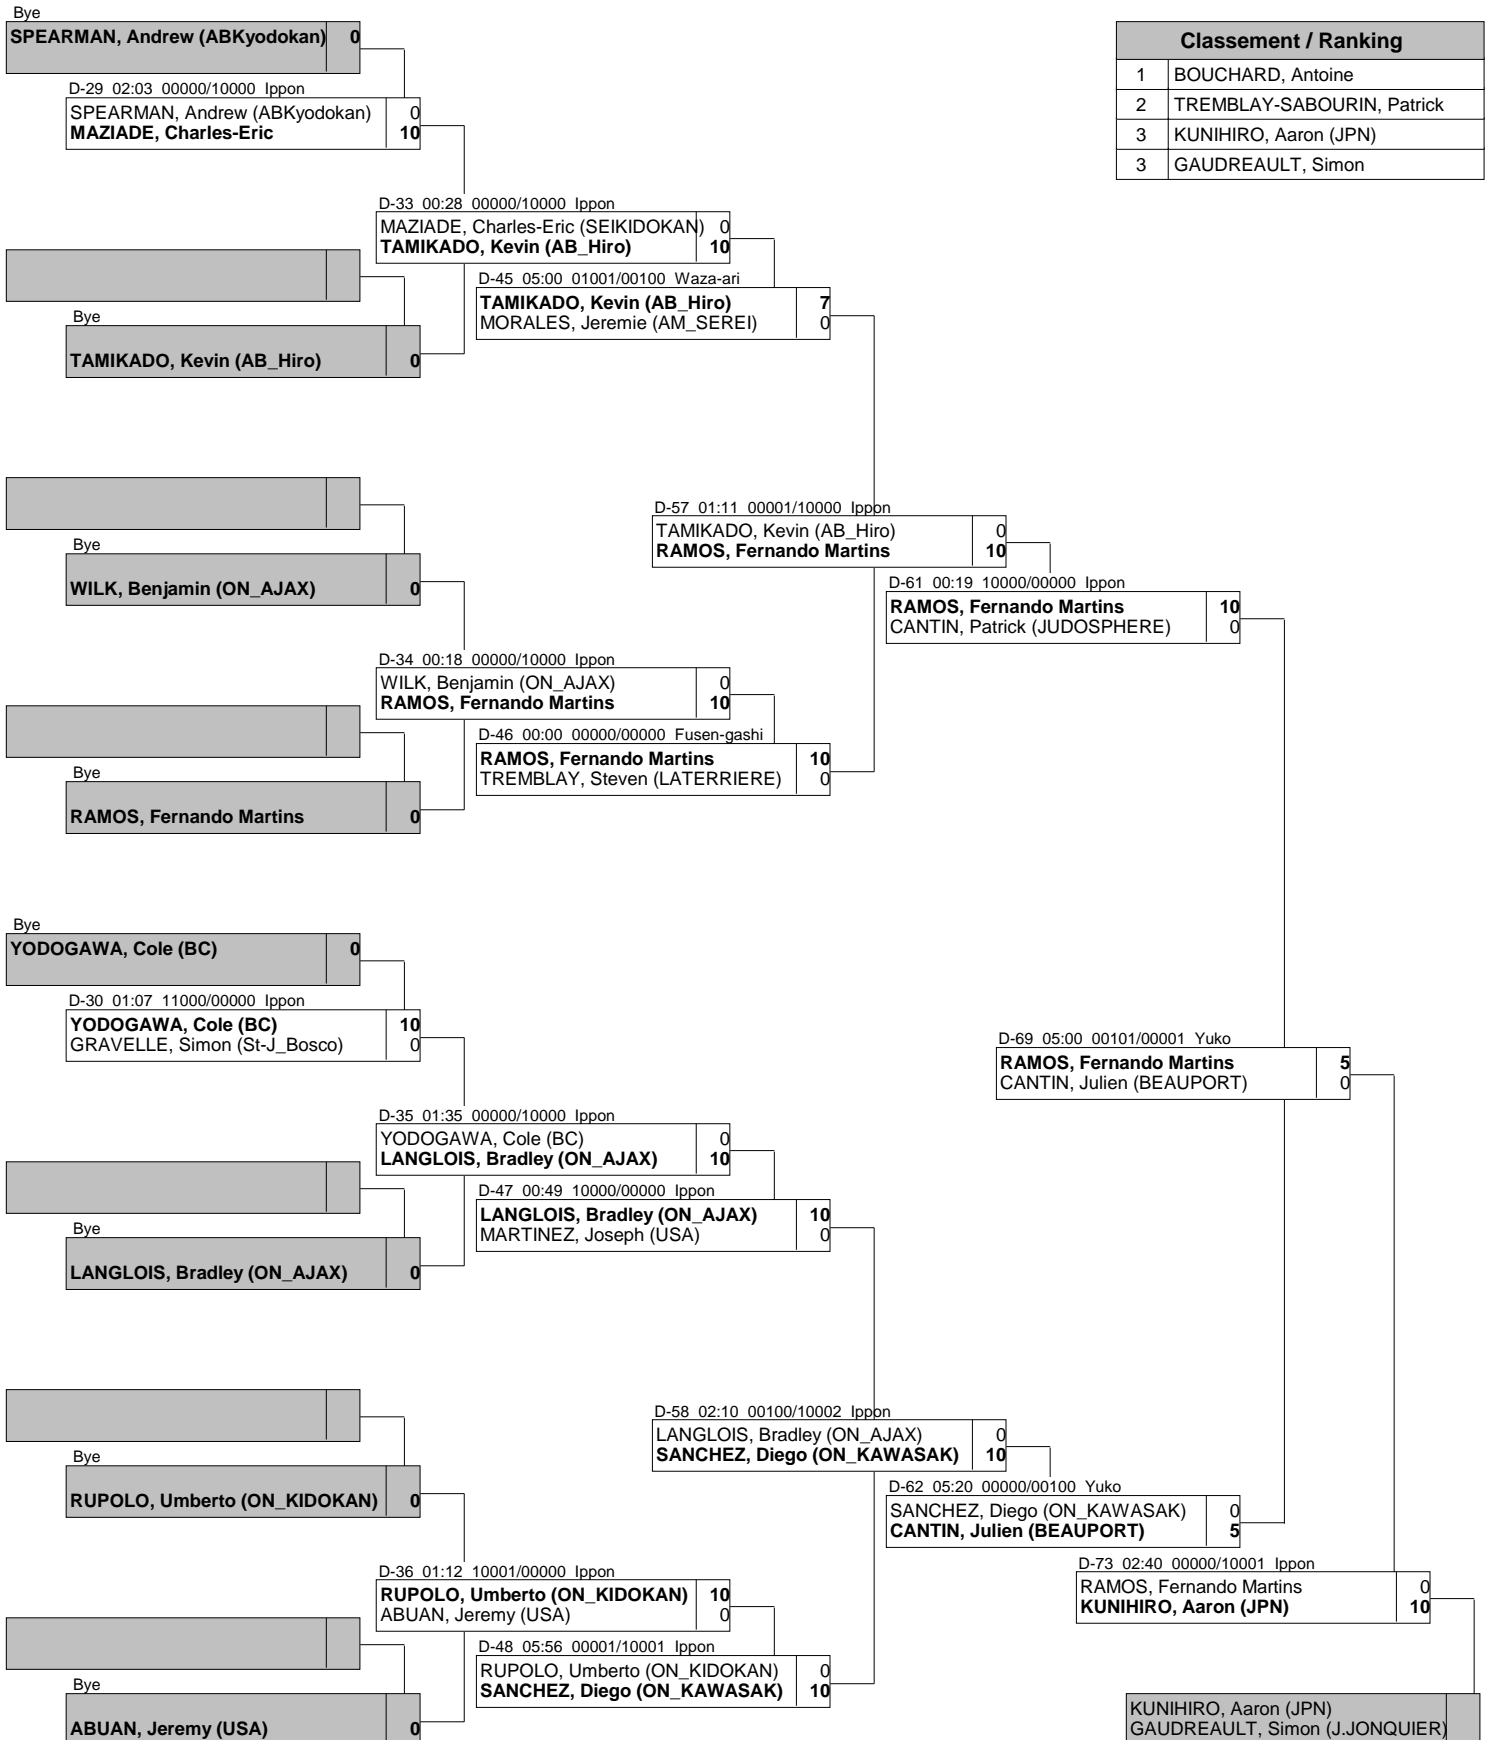 Bye
SPEARMAN, Andrew (ABKyodokan) 0
D-29 02:03 00000/10000 Ippon
SPEARMAN, Andrew (ABKyodokan) 0
MAZIADE, Charles-Eric 10
Classement / Ranking
1 BOUCHARD, Antoine
2 TREMBLAY-SABOURIN, Patrick
3 KUNIHIRO, Aaron (JPN)
3 GAUDREAULT, Simon
D-33 00:28 00000/10000 Ippon
MAZIADE, Charles-Eric (SEIKIDOKAN) 0
TAMIKADO, Kevin (AB_Hiro) 10
D-45 05:00 01001/00100 Waza-ari
TAMIKADO, Kevin (AB_Hiro) 7
MORALES, Jeremie (AM_SEREI) 0
Bye
TAMIKADO, Kevin (AB_Hiro) 0
D-57 01:11 00001/10000 Ippon
TAMIKADO, Kevin (AB_Hiro) 0
RAMOS, Fernando Martins 10
Bye
WILK, Benjamin (ON_AJAX) 0
D-61 00:19 10000/00000 Ippon
RAMOS, Fernando Martins 10
CANTIN, Patrick (JUDOSPHERE) 0
D-34 00:18 00000/10000 Ippon
WILK, Benjamin (ON_AJAX) 0
RAMOS, Fernando Martins 10
D-46 00:00 00000/00000 Fusen-gashi
RAMOS, Fernando Martins 10
TREMBLAY, Steven (LATERRIERE) 0
Bye
RAMOS, Fernando Martins 0
Bye
YODOGAWA, Cole (BC) 0
D-30 01:07 11000/00000 Ippon
YODOGAWA, Cole (BC) 10
GRAVELLE, Simon (St-J_Bosco) 0
D-69 05:00 00101/00001 Yuko
RAMOS, Fernando Martins 5
CANTIN, Julien (BEAUPORT) 0
D-35 01:35 00000/10000 Ippon
YODOGAWA, Cole (BC) 0
LANGLOIS, Bradley (ON_AJAX) 10
D-47 00:49 10000/00000 Ippon
LANGLOIS, Bradley (ON_AJAX) 10
MARTINEZ, Joseph (USA) 0
Bye
LANGLOIS, Bradley (ON_AJAX) 0
D-58 02:10 00100/10002 Ippon
LANGLOIS, Bradley (ON_AJAX) 0
SANCHEZ, Diego (ON_KAWASAK) 10
Bye
RUPOLO, Umberto (ON_KIDOKAN) 0
D-62 05:20 00000/00100 Yuko
SANCHEZ, Diego (ON_KAWASAK) 0
CANTIN, Julien (BEAUPORT) 5
D-36 01:12 10001/00000 Ippon
RUPOLO, Umberto (ON_KIDOKAN) 10
ABUAN, Jeremy (USA) 0
D-73 02:40 00000/10001 Ippon
RAMOS, Fernando Martins 0
KUNIHIRO, Aaron (JPN) 10
D-48 05:56 00001/10001 Ippon
RUPOLO, Umberto (ON_KIDOKAN) 0
SANCHEZ, Diego (ON_KAWASAK) 10
Bye
ABUAN, Jeremy (USA) 0
KUNIHIRO, Aaron (JPN)
GAUDREAULT, Simon (J.JONQUIER)